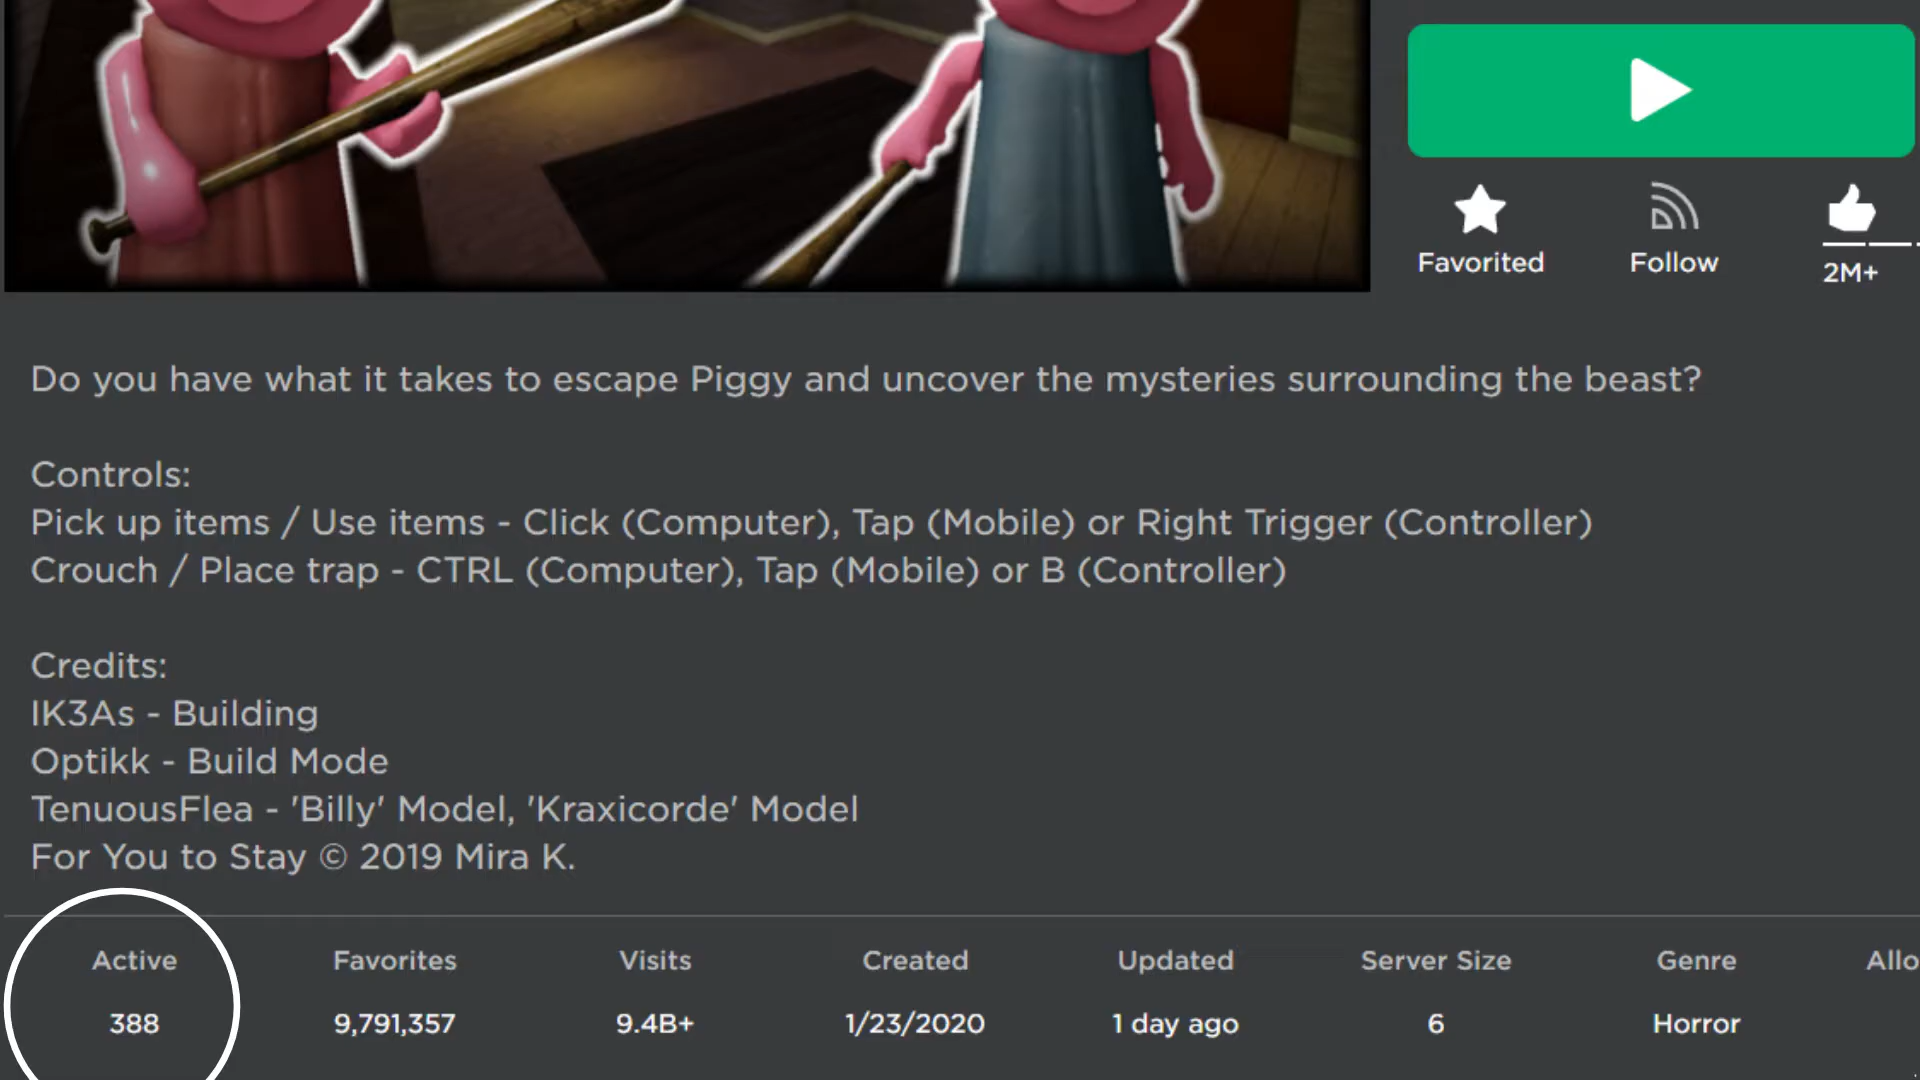 Favorited
Follow
2M+
Do you have what it takes to escape Piggy and uncover the mysteries surrounding the beast?
Controls:
Pick up items / Use items - Click (Computer), Tap (Mobile) or Right Trigger (Controller)
Crouch / Place trap - CTRL (Computer), Tap (Mobile) or B (Controller)
Credits:
IK3As - Building
Optikk - Build Mode
TenuousFlea - 'Billy' Model, 'Kraxicorde' Model
For You to Stay © 2019 Mira K.
Active Favorites Visits Created Updated Server Size Genre Allo
388 9,791,357 9.4B+ 1/23/2020 1 day ago 6 Horror